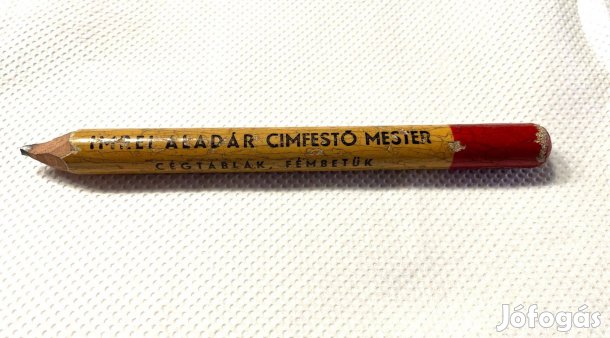 IMREI ALADÁR CIMFESTŐ MESTER
CÉGTÁBLÁK, FÉMBETŰK
Jófogás